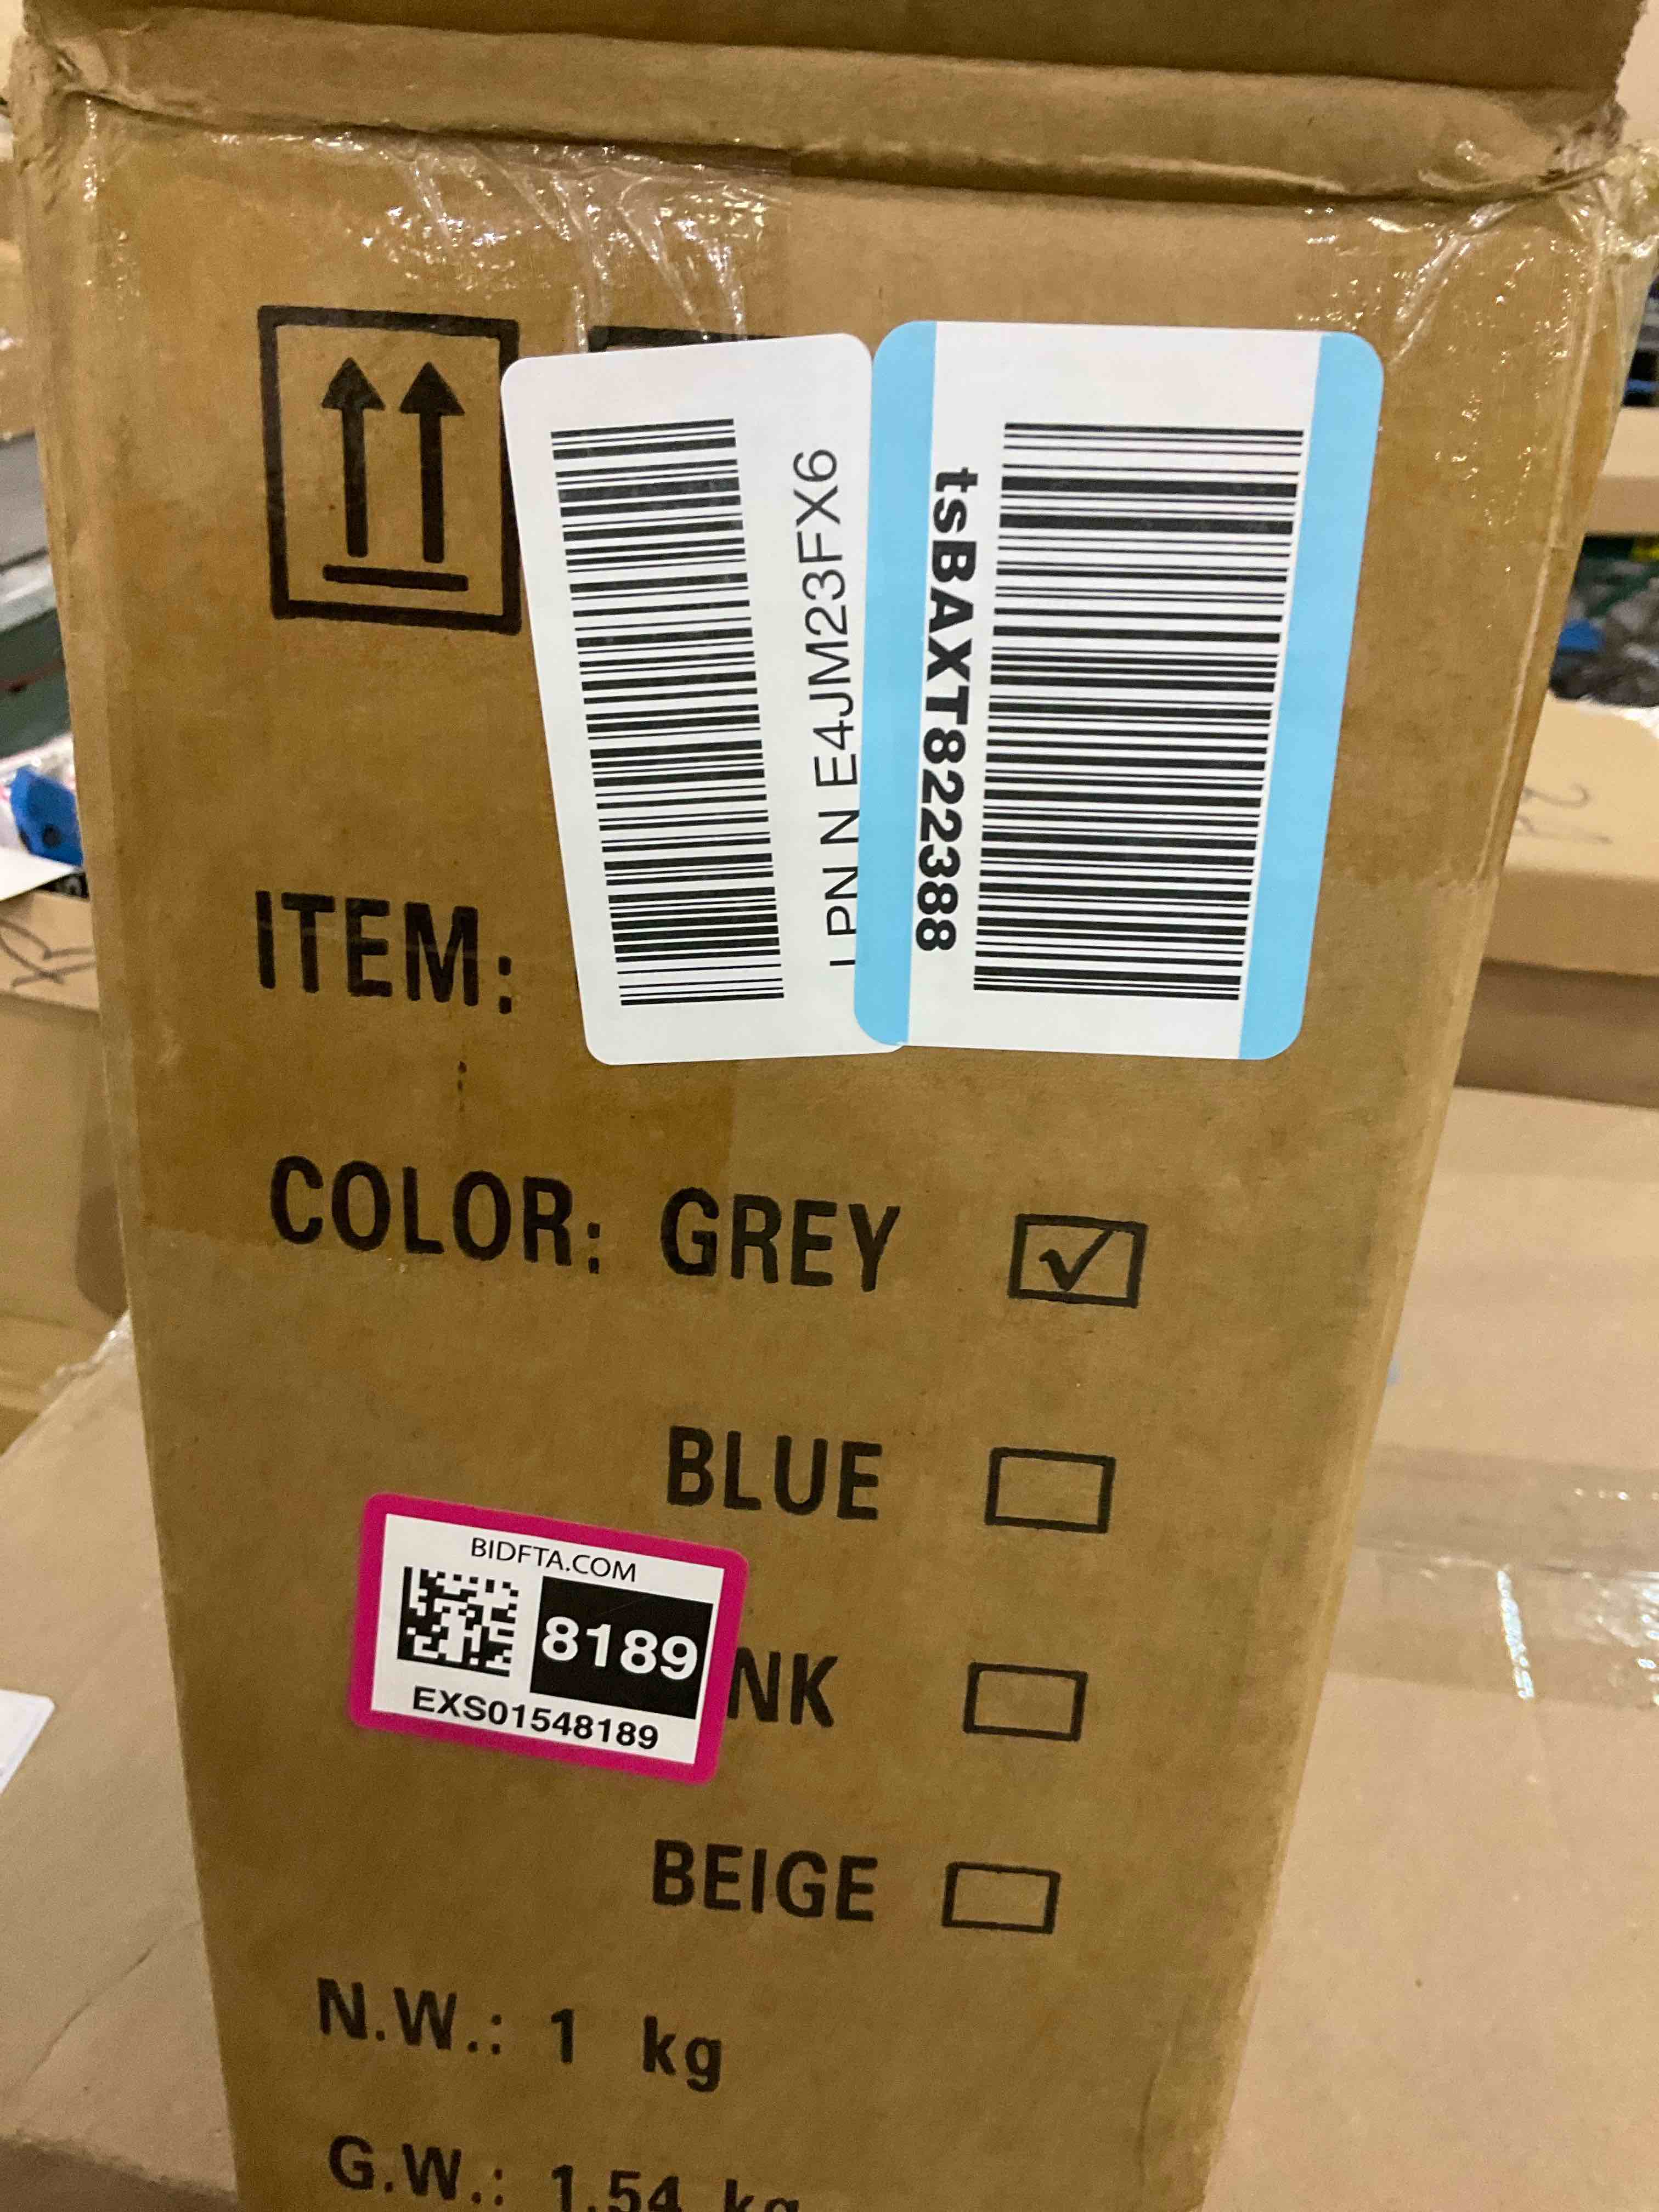 LPN N E4JM23FX6
tsBAXT822388
ITEM:
COLOR: GREY
BLUE
BIDFTA.COM
8189
EXS01548189
NK
BEIGE
N.W.: 1 kg
G.W.: 1.54 kg